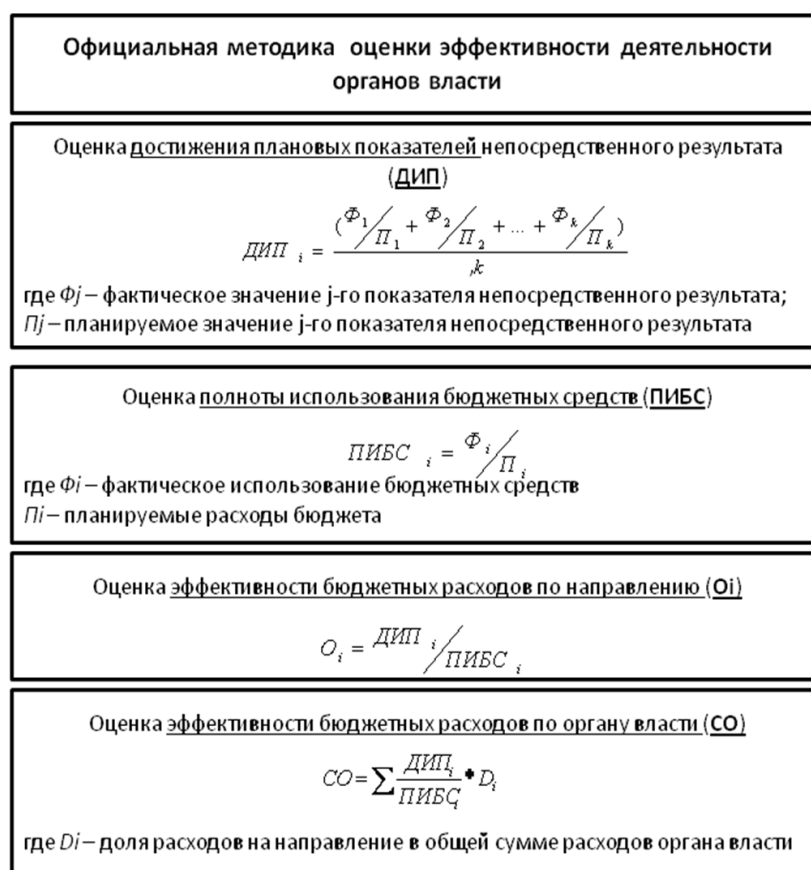 Официальная методика оценки эффективности деятельности
органов власти
Оценка достижения плановых показателей непосредственного результата
(ДИП)
ДИП i = (Ф1/П1 + Ф2/П2 + ... + Фk/Пk) / ,k
где Фj – фактическое значение j-го показателя непосредственного результата;
Пj – планируемое значение j-го показателя непосредственного результата
Оценка полноты использования бюджетных средств (ПИБС)
ПИБС i = Фi/Пi
где Фi – фактическое использование бюджетных средств
Пi – планируемые расходы бюджета
Оценка эффективности бюджетных расходов по направлению (Oi)
Oi = ДИП i/ПИБС i
Оценка эффективности бюджетных расходов по органу власти (СО)
CO = ∑ ДИПi/ПИБСi • Di
где Di – доля расходов на направление в общей сумме расходов органа власти